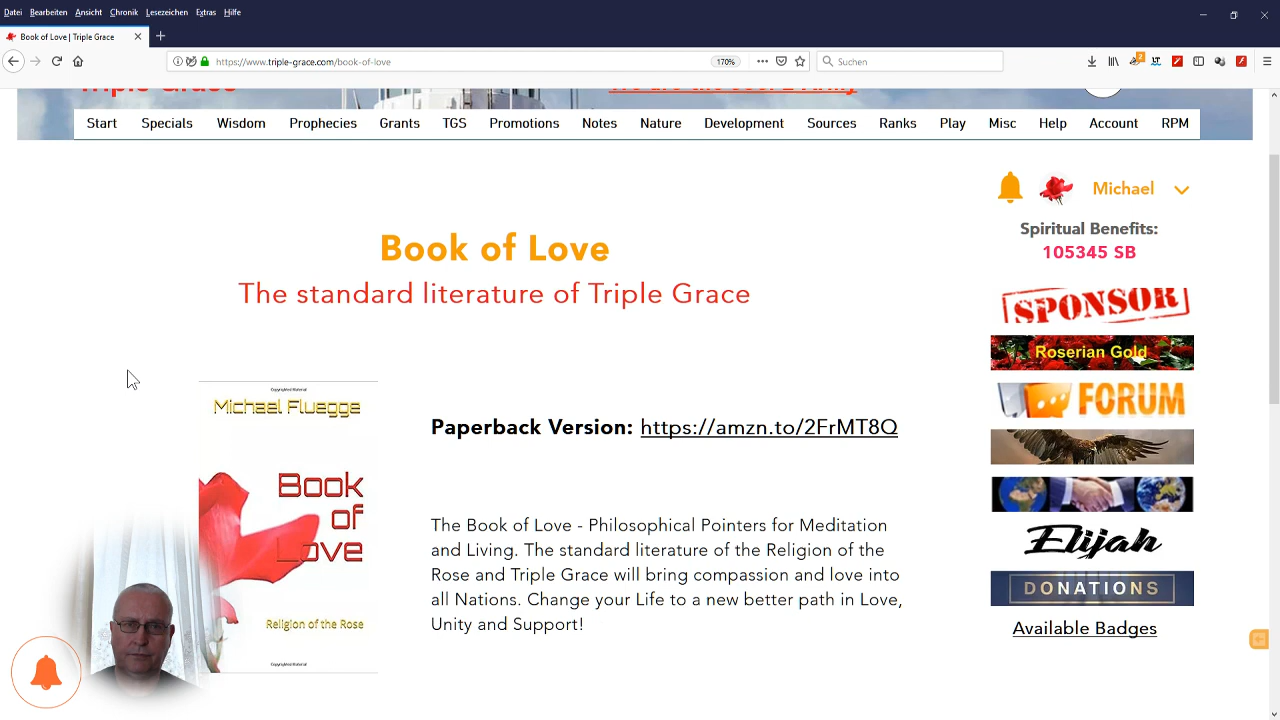 Datei Bearbeiten Ansicht Chronik Lesezeichen Extras Hilfe
Book of Love | Triple Grace
https://www.triple-grace.com/book-of-love
170%
Suchen
Triple Grace
Start Specials Wisdom Prophecies Grants TGS Promotions Notes Nature Development Sources Ranks Play Misc Help Account RPM
Michael
Spiritual Benefits:
105345 SB
Book of Love
The standard literature of Triple Grace
SPONSOR
Roserian Gold
FORUM
Elijah
DONATIONS
Available Badges
Copyrighted Material
Michael Fluegge
Book
of
Love
Religion of the Rose
Copyrighted Material
Paperback Version: https://amzn.to/2FrMT8Q
The Book of Love - Philosophical Pointers for Meditation
and Living. The standard literature of the Religion of the
Rose and Triple Grace will bring compassion and love into
all Nations. Change your Life to a new better path in Love,
Unity and Support!